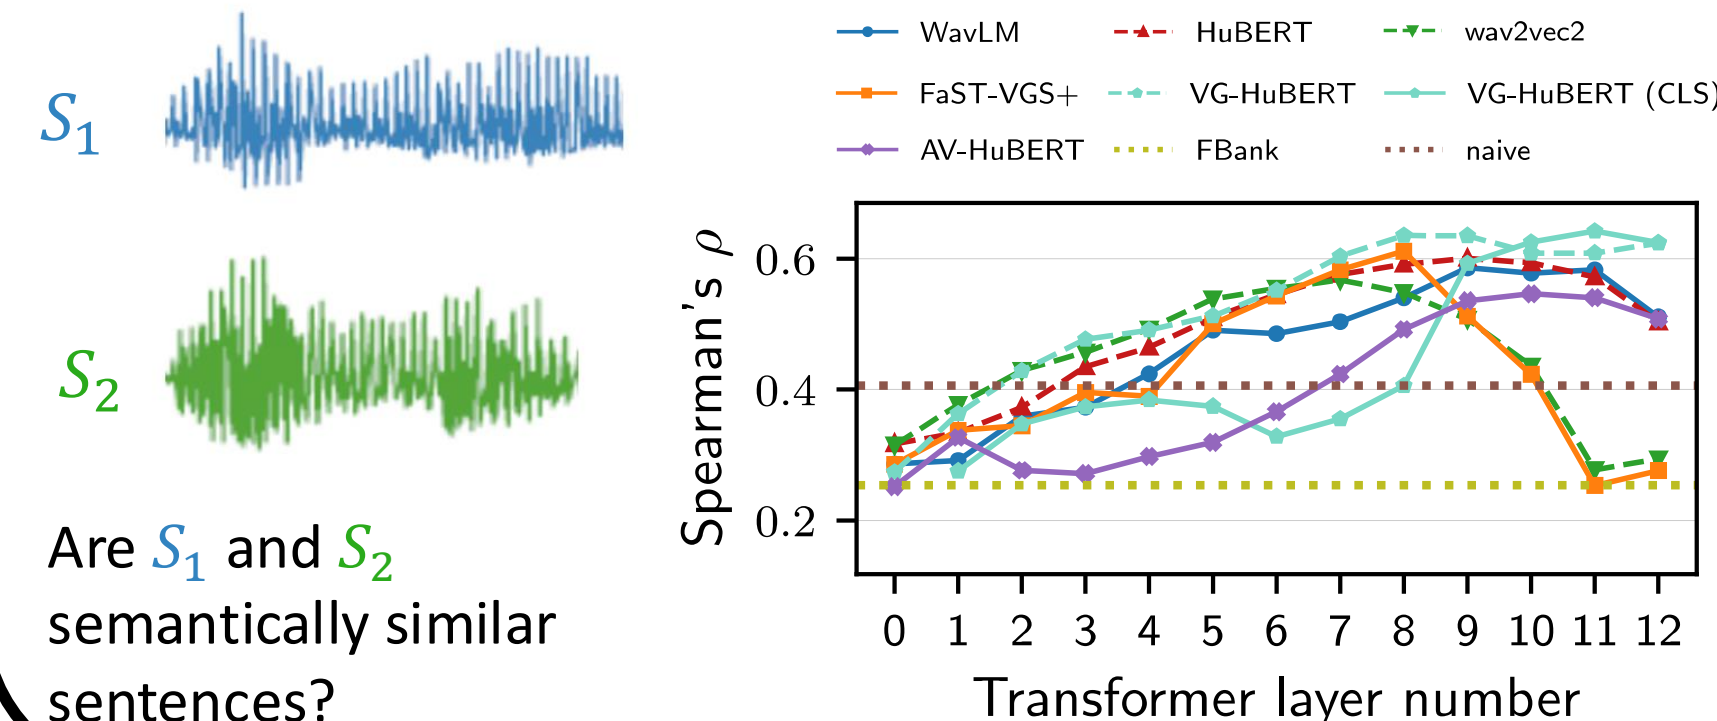 S1
S2
Are S1 and S2
semantically similar
sentences?
WavLM HuBERT wav2vec2
FaST-VGS+ VG-HuBERT VG-HuBERT (CLS)
AV-HuBERT FBank naive
Spearman's ρ
0.6
0.4
0.2
0 1 2 3 4 5 6 7 8 9 10 11 12
Transformer layer number